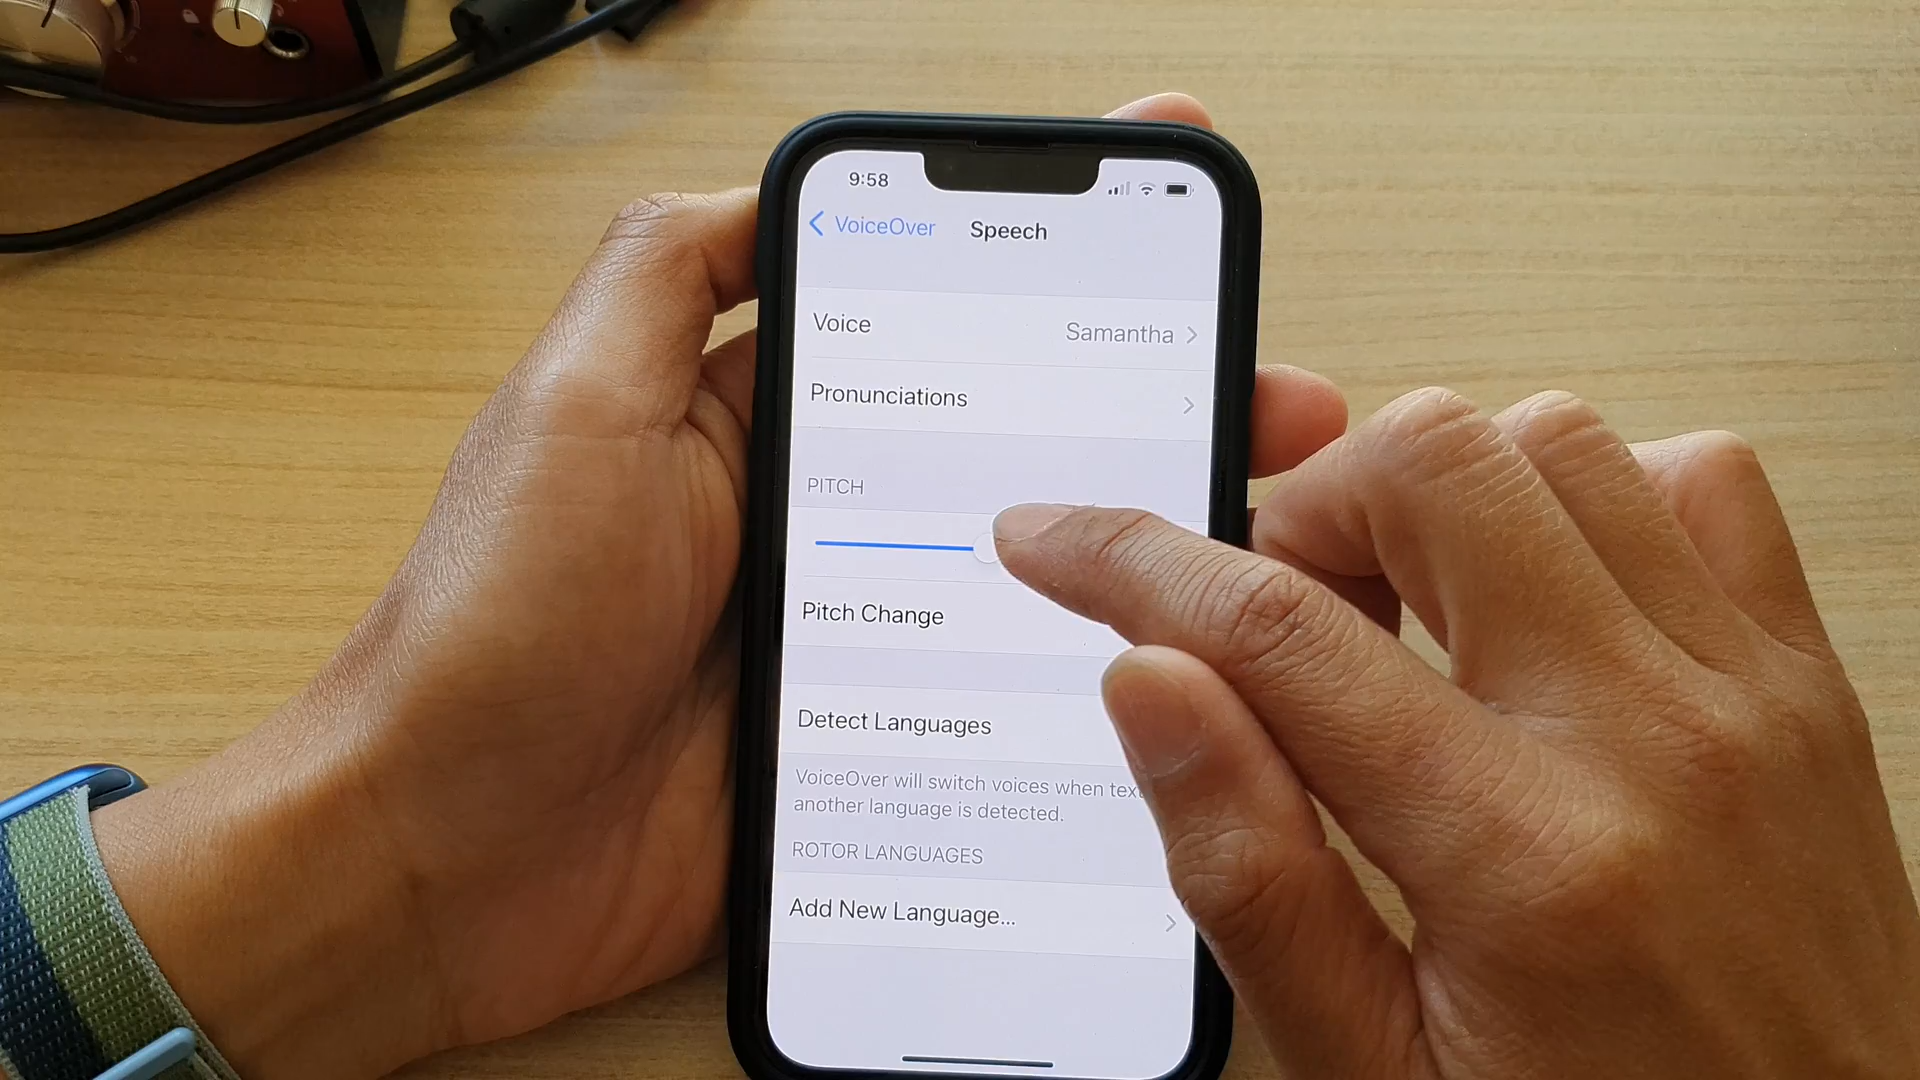 9:58
VoiceOver
Speech
Voice
Samantha
Pronunciations
PITCH
Pitch Change
Detect Languages
VoiceOver will switch voices when text
another language is detected.
ROTOR LANGUAGES
Add New Language...